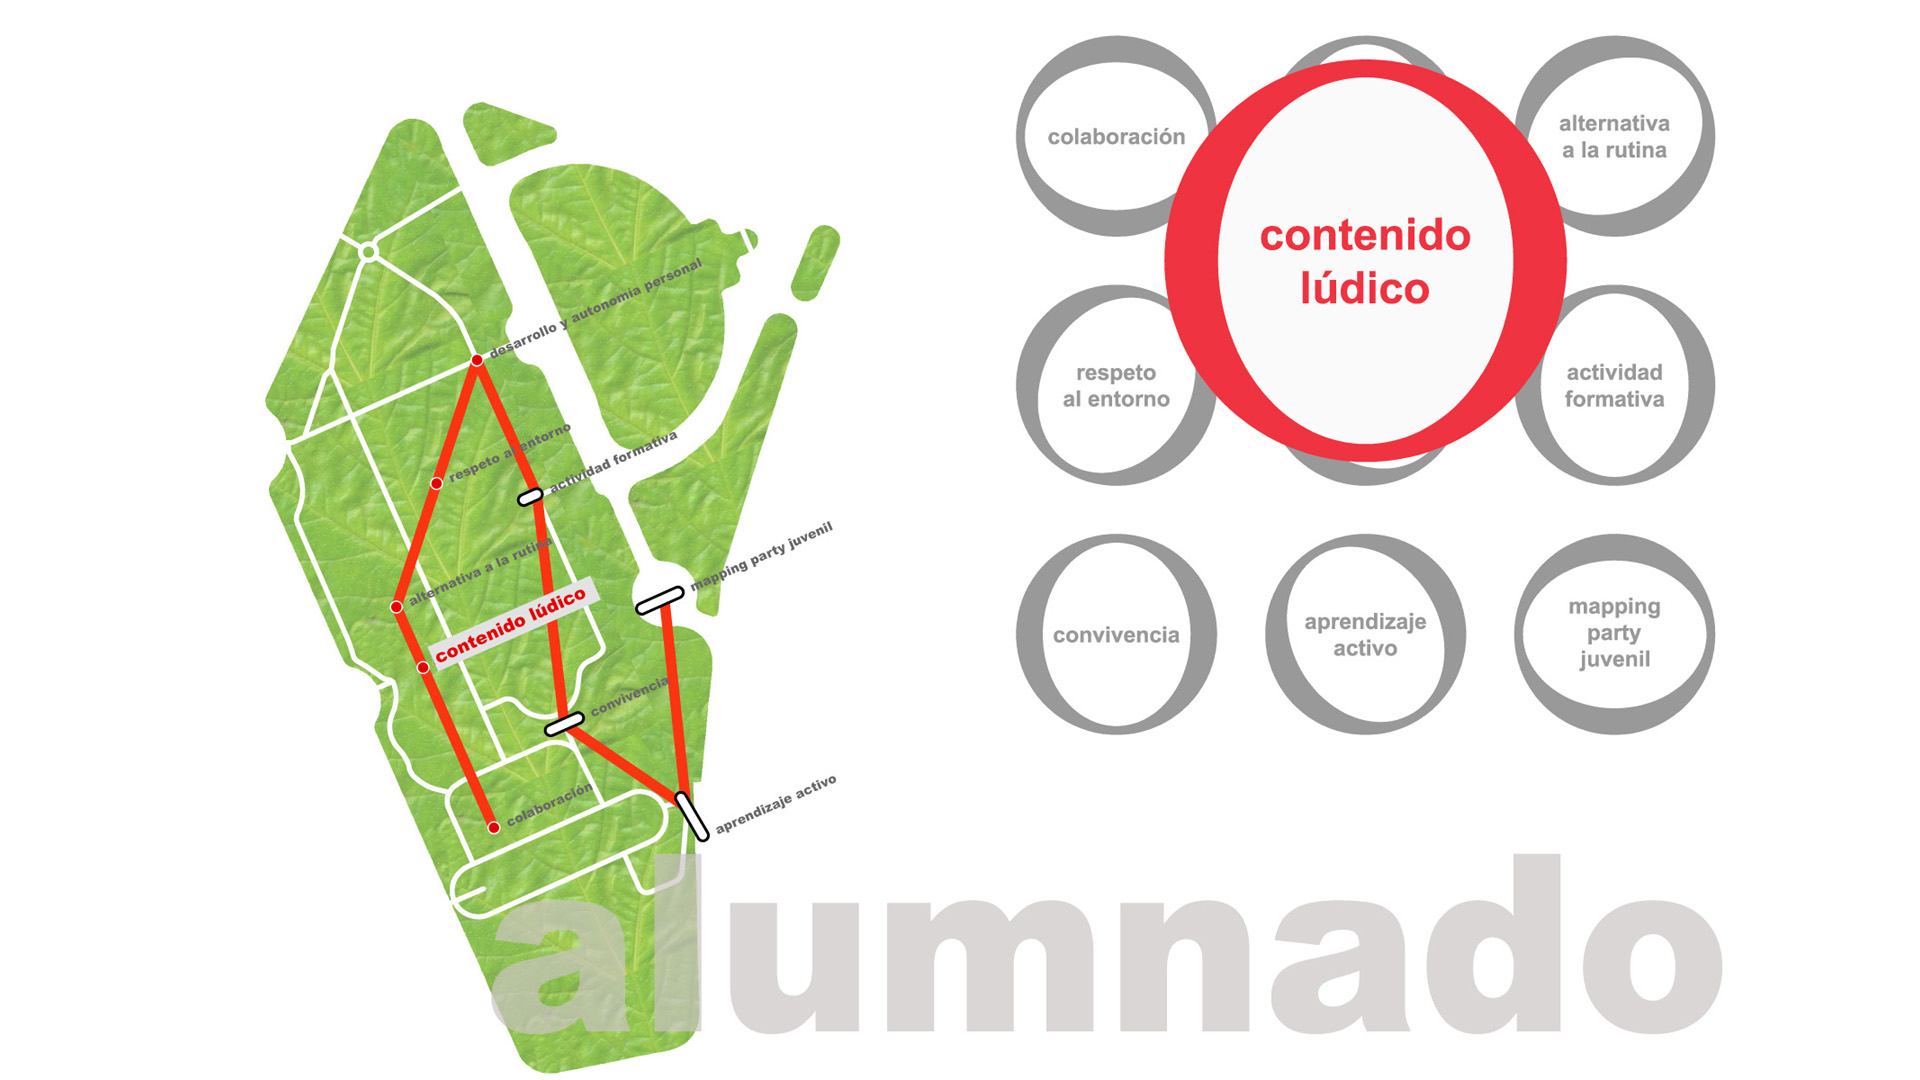 desarrollo y autonomia personal
respeto al entorno
actividad formativa
alternativa a la rutina
mapping party juvenil
contenido lúdico
convivencia
colaboración
aprendizaje activo
colaboración
contenido
lúdico
alternativa
a la rutina
respeto
al entorno
actividad
formativa
convivencia
aprendizaje
activo
mapping
party
juvenil
alumnado